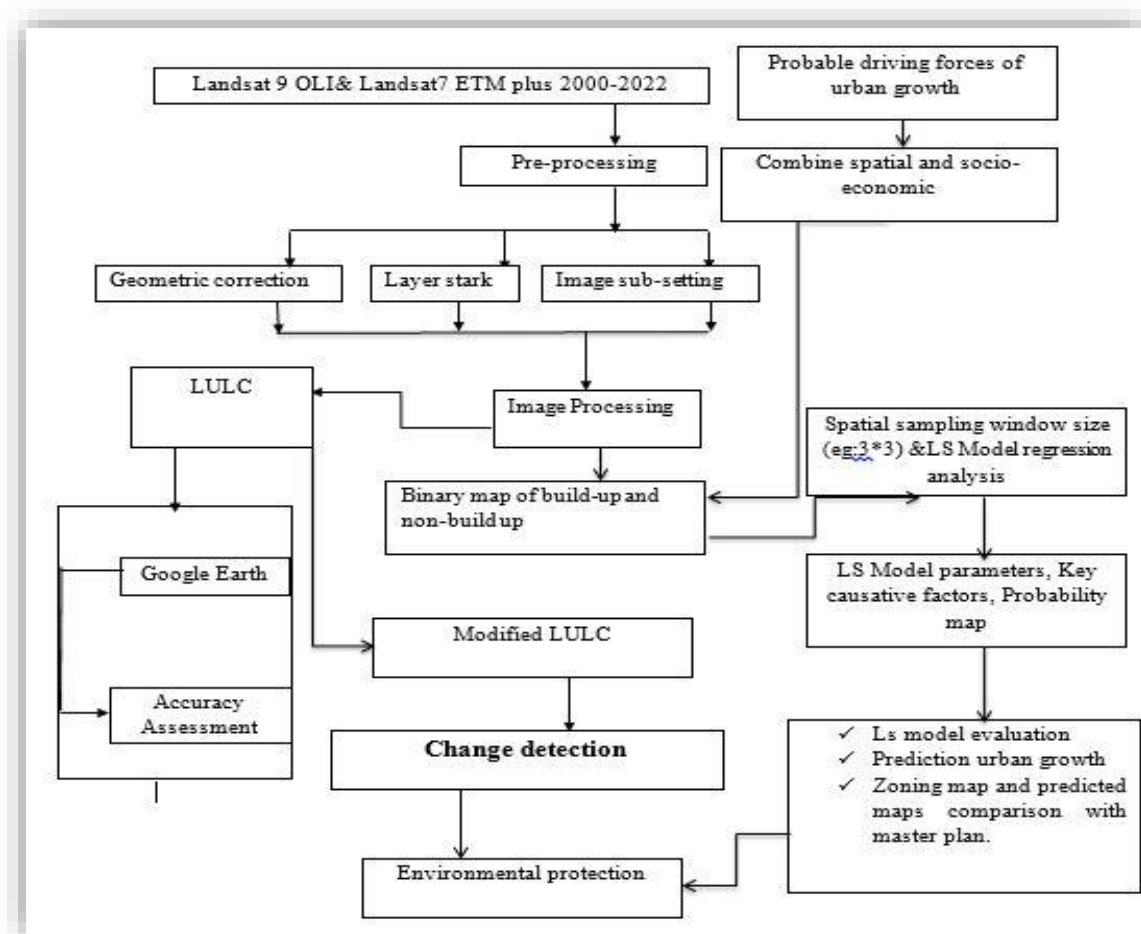 Landsat 9 OLI& Landsat7 ETM plus 2000-2022
Probable driving forces of
urban growth
Pre-processing
Combine spatial and socio-
economic
Geometric correction
Layer stark
Image sub-setting
LULC
Image Processing
Spatial sampling window size
(eg:3*3) &LS Model regression
analysis
Binary map of build-up and
non-build up
Google Earth
LS Model parameters, Key
causative factors, Probability
map
Modified LULC
Accuracy
Assessment
Change detection
✓ Ls model evaluation
✓ Prediction urban growth
✓ Zoning map and predicted
maps comparison with
master plan.
Environmental protection